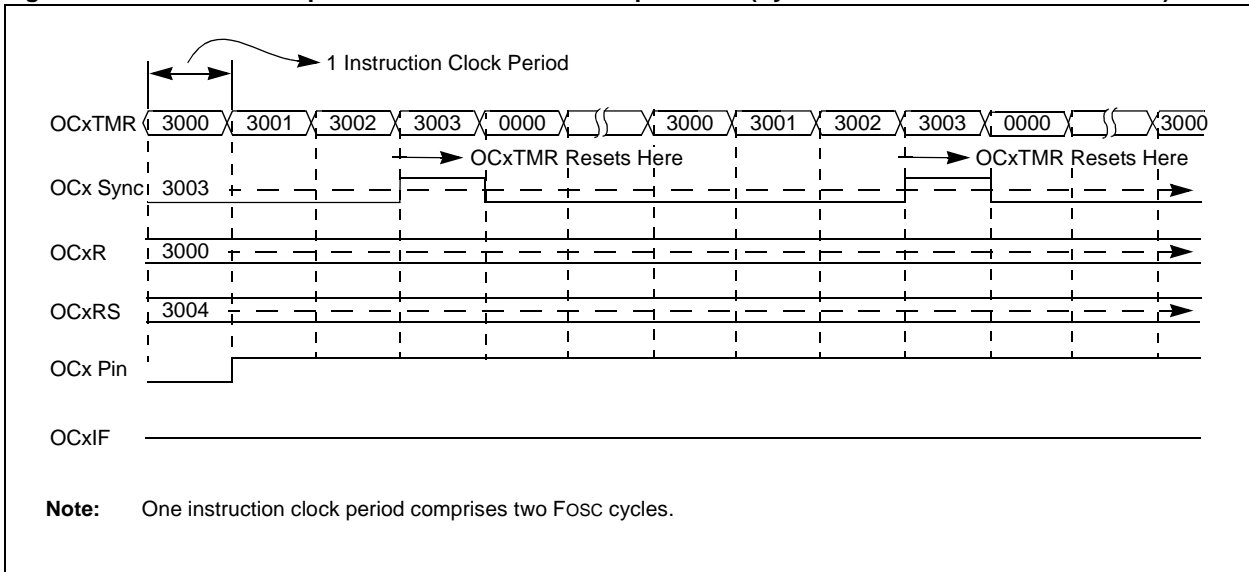 1 Instruction Clock Period
OCxTMR 3000 3001 3002 3003 0000 3000 3001 3002 3003 0000 3000
OCxTMR Resets Here OCxTMR Resets Here
OCx Sync 3003
OCxR 3000
OCxRS 3004
OCx Pin
OCxIF
Note: One instruction clock period comprises two FOSC cycles.